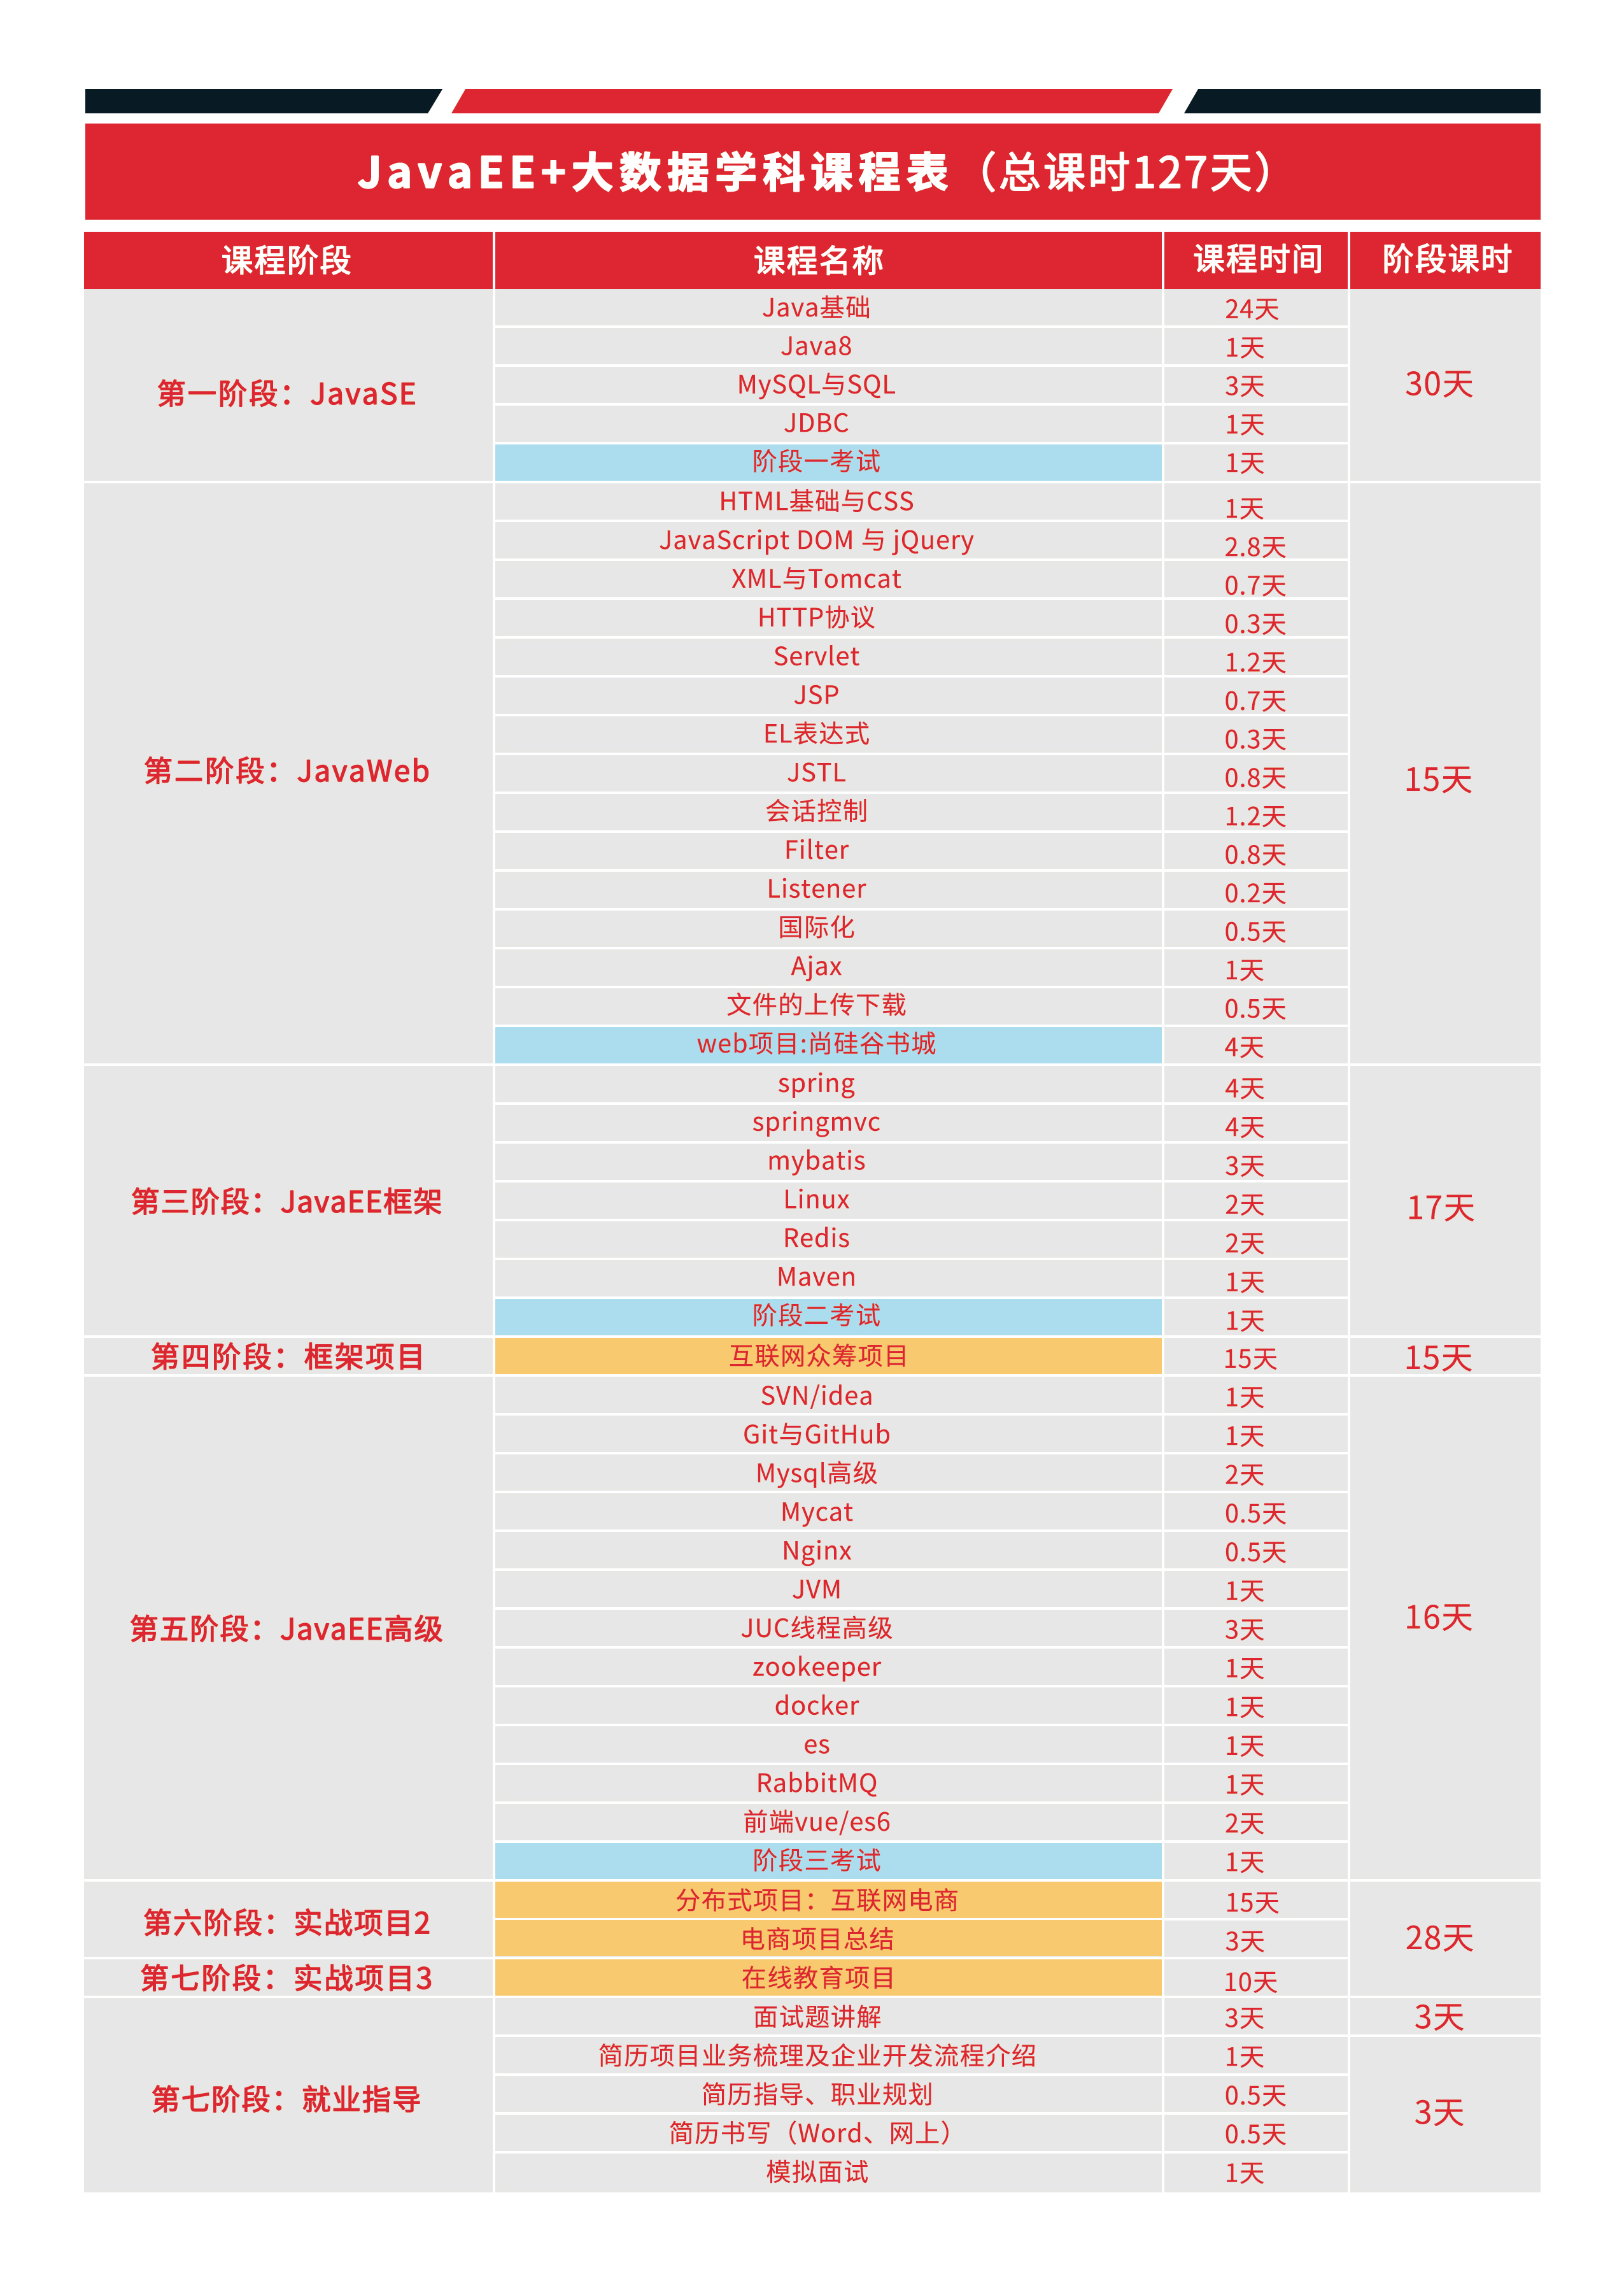 JavaEE+大数据学科课程表（总课时127天）
课程阶段 课程名称 课程时间 阶段课时
第一阶段：JavaSE
Java基础 24天
Java8 1天
MySQL与SQL 3天
JDBC 1天
阶段一考试 1天
30天
第二阶段：JavaWeb
HTML基础与CSS 1天
JavaScript DOM 与 jQuery 2.8天
XML与Tomcat 0.7天
HTTP协议 0.3天
Servlet 1.2天
JSP 0.7天
EL表达式 0.3天
JSTL 0.8天
会话控制 1.2天
Filter 0.8天
Listener 0.2天
国际化 0.5天
Ajax 1天
文件的上传下载 0.5天
web项目:尚硅谷书城 4天
15天
第三阶段：JavaEE框架
spring 4天
springmvc 4天
mybatis 3天
Linux 2天
Redis 2天
Maven 1天
阶段二考试 1天
17天
第四阶段：框架项目 互联网众筹项目 15天 15天
第五阶段：JavaEE高级
SVN/idea 1天
Git与GitHub 1天
Mysql高级 2天
Mycat 0.5天
Nginx 0.5天
JVM 1天
JUC线程高级 3天
zookeeper 1天
docker 1天
es 1天
RabbitMQ 1天
前端vue/es6 2天
阶段三考试 1天
16天
第六阶段：实战项目2
分布式项目：互联网电商 15天
电商项目总结 3天
28天
第七阶段：实战项目3 在线教育项目 10天
第七阶段：就业指导
面试题讲解 3天 3天
简历项目业务梳理及企业开发流程介绍 1天
简历指导、职业规划 0.5天
简历书写（Word、网上） 0.5天
模拟面试 1天
3天